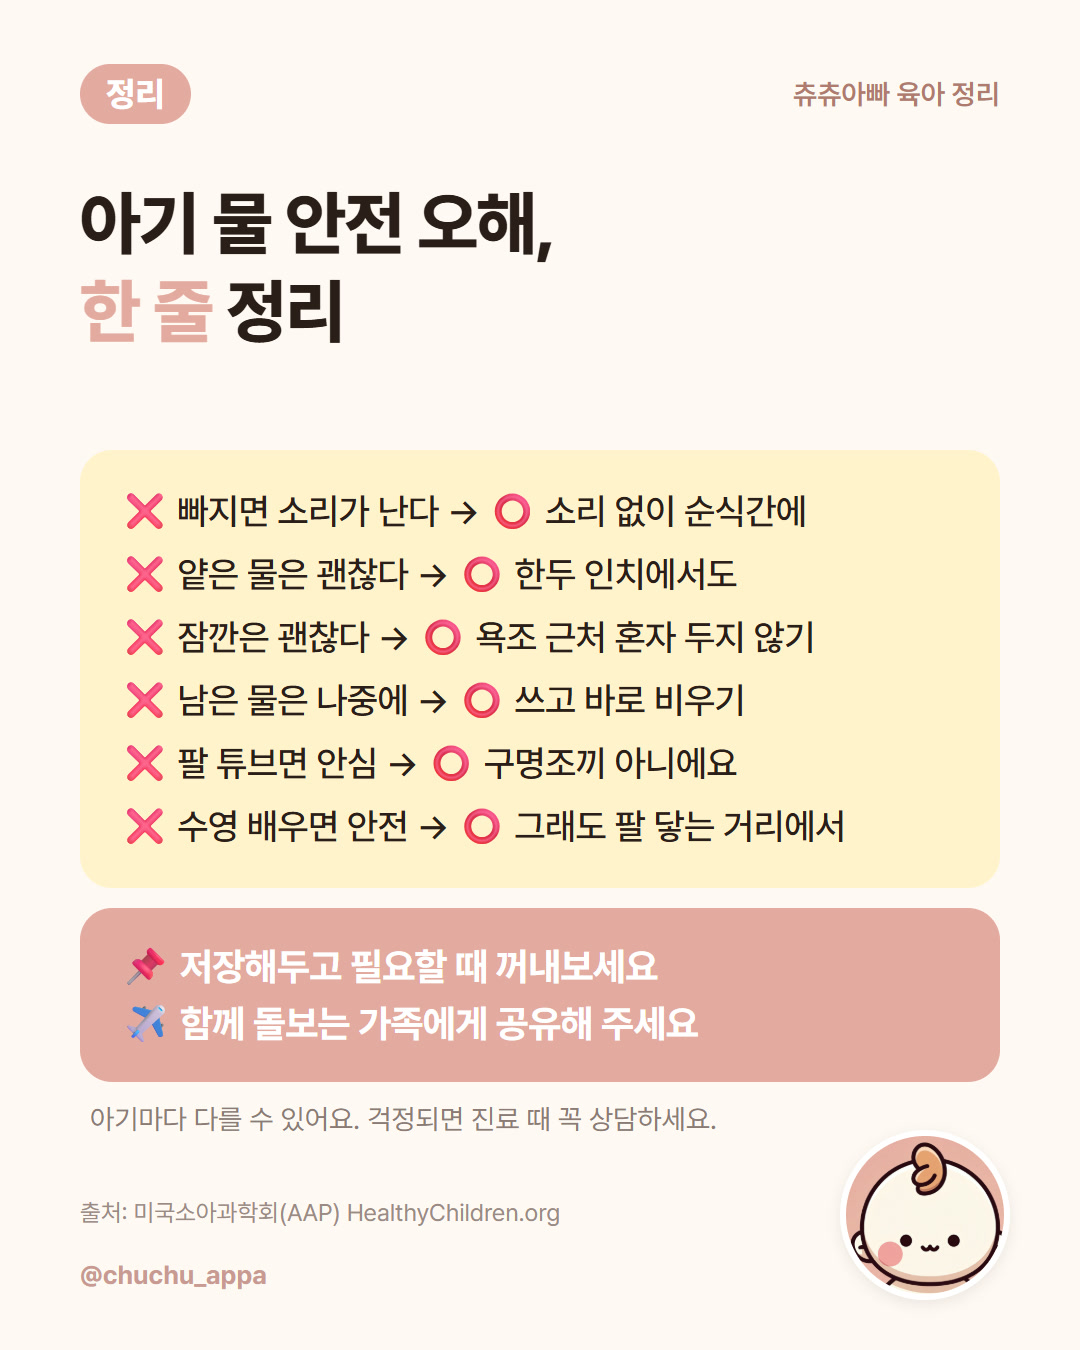 정리
츄츄아빠 육아 정리
아기 물 안전 오해,
한 줄 정리
❌ 빠지면 소리가 난다 → ⭕ 소리 없이 순식간에
❌ 얕은 물은 괜찮다 → ⭕ 한두 인치에서도
❌ 잠깐은 괜찮다 → ⭕ 욕조 근처 혼자 두지 않기
❌ 남은 물은 나중에 → ⭕ 쓰고 바로 비우기
❌ 팔 튜브면 안심 → ⭕ 구명조끼 아니에요
❌ 수영 배우면 안전 → ⭕ 그래도 팔 닿는 거리에서
📌 저장해두고 필요할 때 꺼내보세요
✈️ 함께 돌보는 가족에게 공유해 주세요
아기마다 다를 수 있어요. 걱정되면 진료 때 꼭 상담하세요.
출처: 미국소아과학회(AAP) HealthyChildren.org
@chuchu_appa